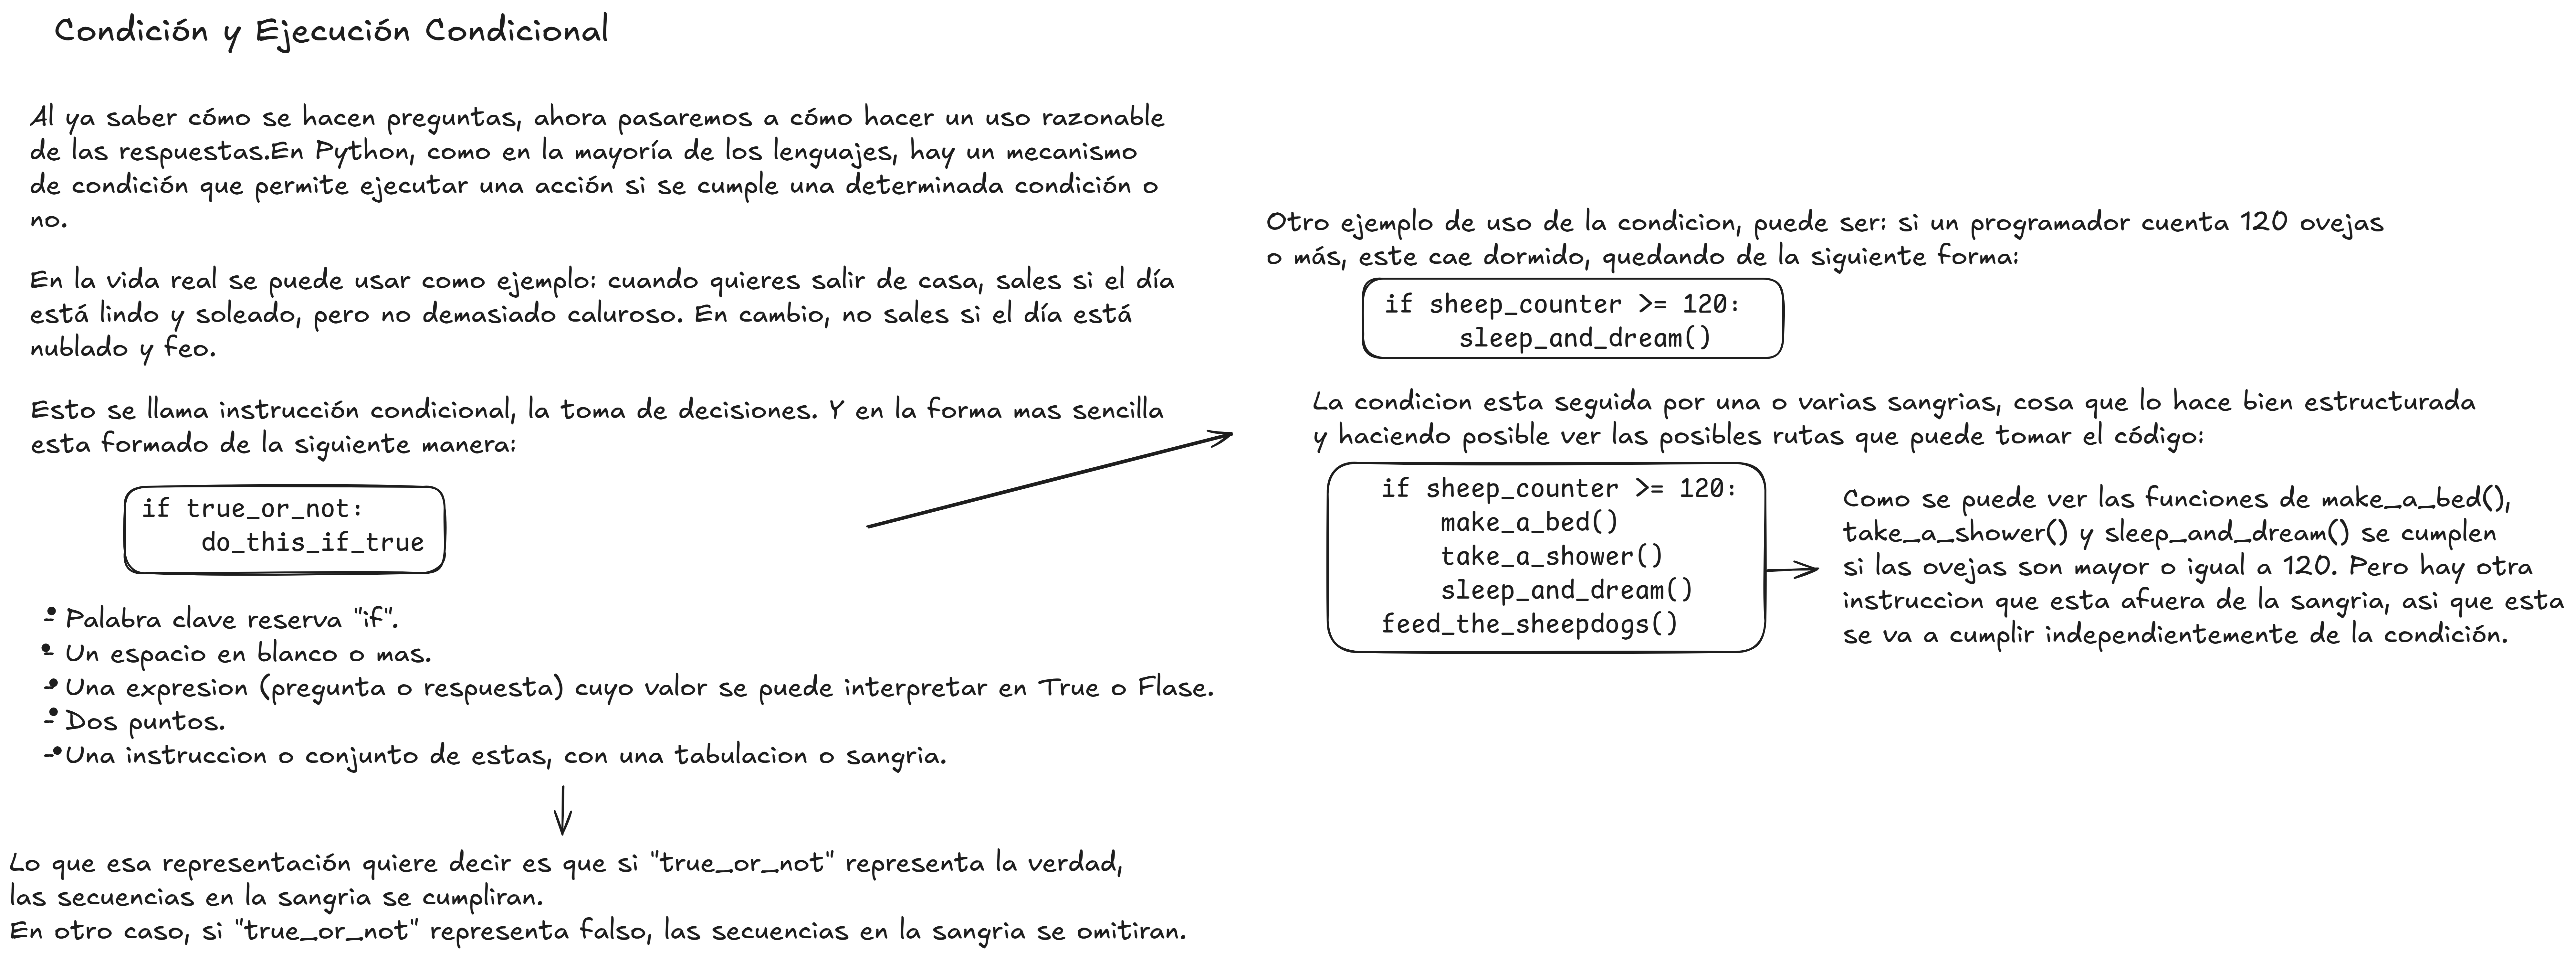 Condición y Ejecución Condicional
Al ya saber cómo se hacen preguntas, ahora pasaremos a cómo hacer un uso razonable
de las respuestas.En Python, como en la mayoría de los lenguajes, hay un mecanismo
de condición que permite ejecutar una acción si se cumple una determinada condición o
no.
En la vida real se puede usar como ejemplo: cuando quieres salir de casa, sales si el día
está lindo y soleado, pero no demasiado caluroso. En cambio, no sales si el día está
nublado y feo.
Esto se llama instrucción condicional, la toma de decisiones. Y en la forma mas sencilla
esta formado de la siguiente manera:
if true_or_not:
    do_this_if_true
- Palabra clave reserva "if".
- Un espacio en blanco o mas.
- Una expresion (pregunta o respuesta) cuyo valor se puede interpretar en True o Flase.
- Dos puntos.
- Una instruccion o conjunto de estas, con una tabulacion o sangria.
Lo que esa representación quiere decir es que si "true_or_not" representa la verdad,
las secuencias en la sangria se cumpliran.
En otro caso, si "true_or_not" representa falso, las secuencias en la sangria se omitiran.
Otro ejemplo de uso de la condicion, puede ser: si un programador cuenta 120 ovejas
o más, este cae dormido, quedando de la siguiente forma:
if sheep_counter >= 120:
     sleep_and_dream()
La condicion esta seguida por una o varias sangrias, cosa que lo hace bien estructurada
y haciendo posible ver las posibles rutas que puede tomar el código:
if sheep_counter >= 120:
    make_a_bed()
    take_a_shower()
    sleep_and_dream()
feed_the_sheepdogs()
Como se puede ver las funciones de make_a_bed(),
take_a_shower() y sleep_and_dream() se cumplen
si las ovejas son mayor o igual a 120. Pero hay otra
instruccion que esta afuera de la sangria, asi que esta
se va a cumplir independientemente de la condición.